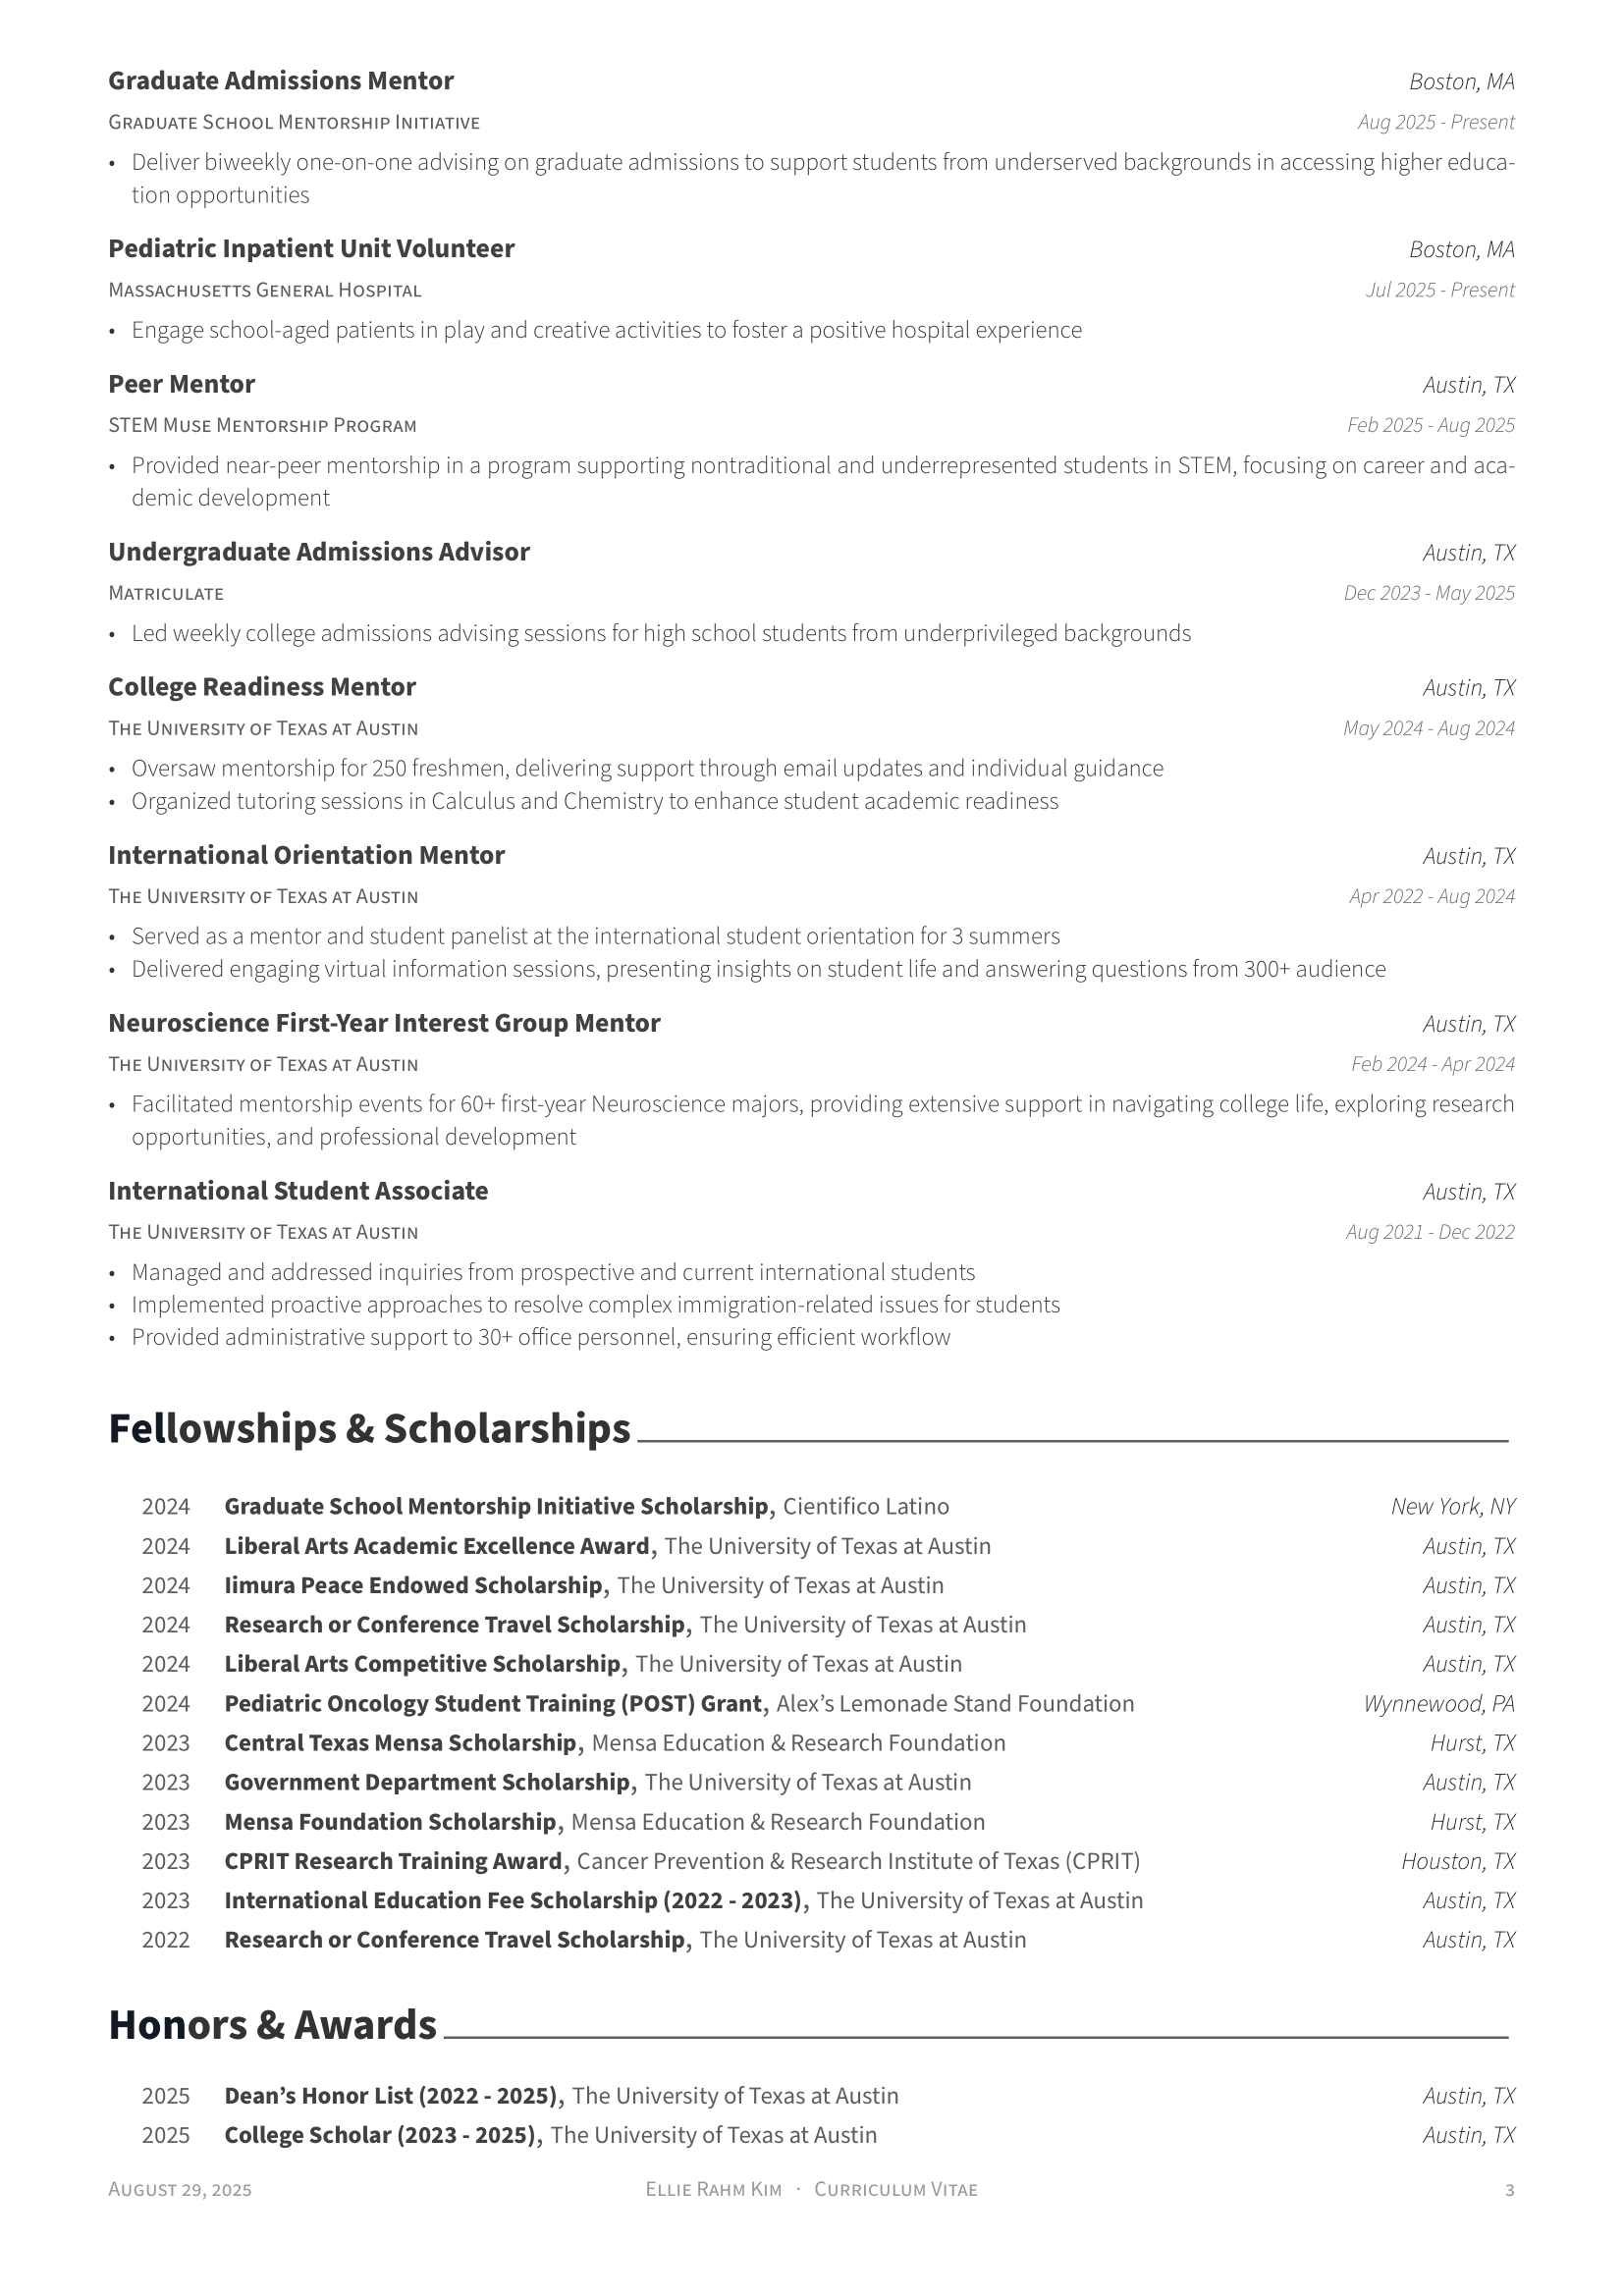 Graduate Admissions Mentor Boston, MA
Graduate School Mentorship Initiative Aug 2025 - Present
• Deliver biweekly one-on-one advising on graduate admissions to support students from underserved backgrounds in accessing higher educa-
tion opportunities
Pediatric Inpatient Unit Volunteer Boston, MA
Massachusetts General Hospital Jul 2025 - Present
• Engage school-aged patients in play and creative activities to foster a positive hospital experience
Peer Mentor Austin, TX
STEM Muse Mentorship Program Feb 2025 - Aug 2025
• Provided near-peer mentorship in a program supporting nontraditional and underrepresented students in STEM, focusing on career and aca-
demic development
Undergraduate Admissions Advisor Austin, TX
Matriculate Dec 2023 - May 2025
• Led weekly college admissions advising sessions for high school students from underprivileged backgrounds
College Readiness Mentor Austin, TX
The University of Texas at Austin May 2024 - Aug 2024
• Oversaw mentorship for 250 freshmen, delivering support through email updates and individual guidance
• Organized tutoring sessions in Calculus and Chemistry to enhance student academic readiness
International Orientation Mentor Austin, TX
The University of Texas at Austin Apr 2022 - Aug 2024
• Served as a mentor and student panelist at the international student orientation for 3 summers
• Delivered engaging virtual information sessions, presenting insights on student life and answering questions from 300+ audience
Neuroscience First-Year Interest Group Mentor Austin, TX
The University of Texas at Austin Feb 2024 - Apr 2024
• Facilitated mentorship events for 60+ first-year Neuroscience majors, providing extensive support in navigating college life, exploring research
opportunities, and professional development
International Student Associate Austin, TX
The University of Texas at Austin Aug 2021 - Dec 2022
• Managed and addressed inquiries from prospective and current international students
• Implemented proactive approaches to resolve complex immigration-related issues for students
• Provided administrative support to 30+ office personnel, ensuring efficient workflow
Fellowships & Scholarships
2024 Graduate School Mentorship Initiative Scholarship, Cientifico Latino New York, NY
2024 Liberal Arts Academic Excellence Award, The University of Texas at Austin Austin, TX
2024 Iimura Peace Endowed Scholarship, The University of Texas at Austin Austin, TX
2024 Research or Conference Travel Scholarship, The University of Texas at Austin Austin, TX
2024 Liberal Arts Competitive Scholarship, The University of Texas at Austin Austin, TX
2024 Pediatric Oncology Student Training (POST) Grant, Alex’s Lemonade Stand Foundation Wynnewood, PA
2023 Central Texas Mensa Scholarship, Mensa Education & Research Foundation Hurst, TX
2023 Government Department Scholarship, The University of Texas at Austin Austin, TX
2023 Mensa Foundation Scholarship, Mensa Education & Research Foundation Hurst, TX
2023 CPRIT Research Training Award, Cancer Prevention & Research Institute of Texas (CPRIT) Houston, TX
2023 International Education Fee Scholarship (2022 - 2023), The University of Texas at Austin Austin, TX
2022 Research or Conference Travel Scholarship, The University of Texas at Austin Austin, TX
Honors & Awards
2025 Dean’s Honor List (2022 - 2025), The University of Texas at Austin Austin, TX
2025 College Scholar (2023 - 2025), The University of Texas at Austin Austin, TX
August 29, 2025 Ellie Rahm Kim · Curriculum Vitae 3